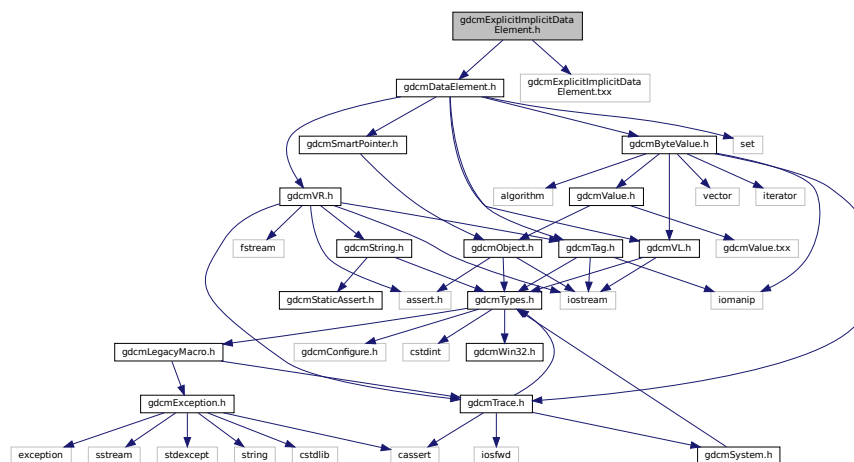 gdcmExplicitImplicitData
Element.h
gdcmDataElement.h
gdcmExplicitImplicitData
Element.txx
gdcmSmartPointer.h
gdcmByteValue.h
set
gdcmVR.h
algorithm
gdcmValue.h
vector
iterator
fstream
gdcmString.h
gdcmObject.h
gdcmTag.h
gdcmVL.h
gdcmValue.txx
gdcmStaticAssert.h
assert.h
gdcmTypes.h
iostream
iomanip
gdcmLegacyMacro.h
gdcmConfigure.h
cstdint
gdcmWin32.h
gdcmException.h
gdcmTrace.h
exception
sstream
stdexcept
string
cstdlib
cassert
iosfwd
gdcmSystem.h